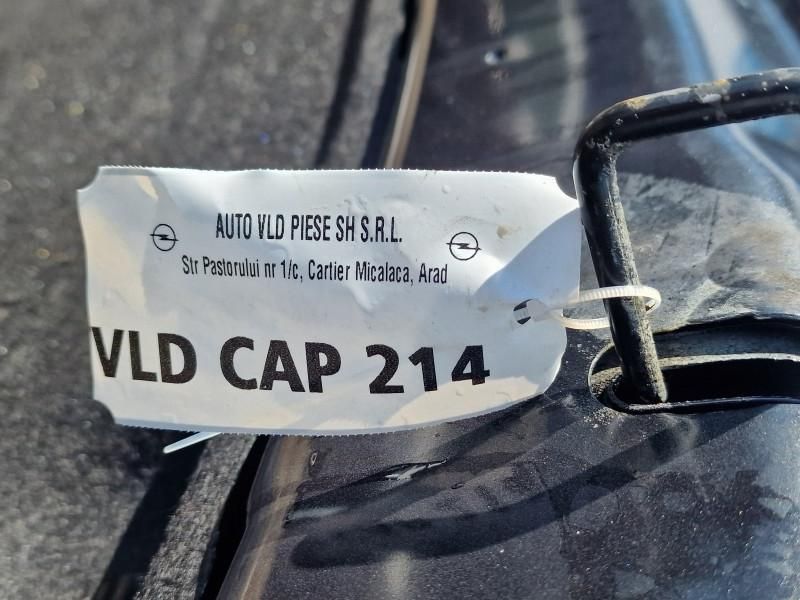 AUTO VLD PIESE SH S.R.L.
Str Pastorului nr 1/c, Cartier Micalaca, Arad
VLD CAP 214